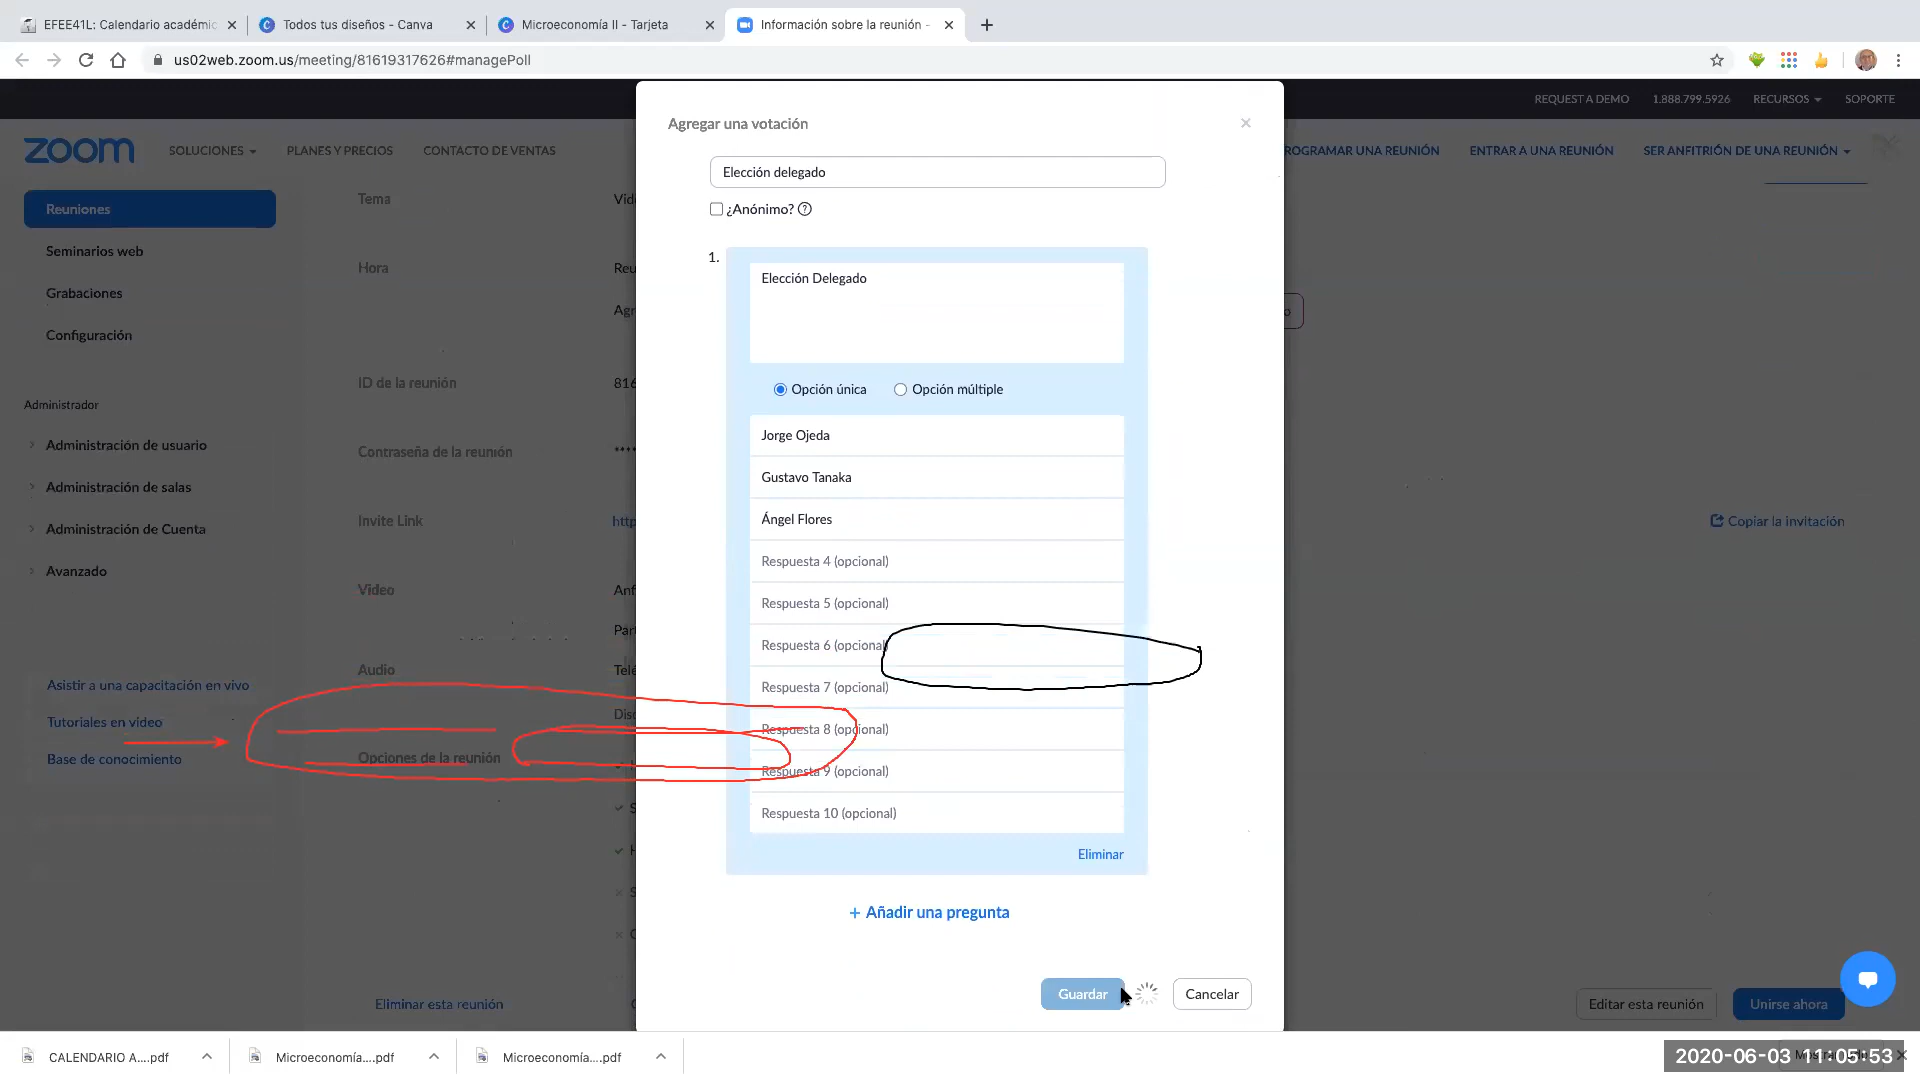 EFEE41L: Calendario académic
Todos tus diseños - Canva
Microeconomía II - Tarjeta
Información sobre la reunión -
us02web.zoom.us/meeting/81619317626#managePoll
REQUEST A DEMO
1.888.799.5926
RECURSOS
SOPORTE
zoom
SOLUCIONES
PLANES Y PRECIOS
CONTACTO DE VENTAS
ROGRAMAR UNA REUNIÓN
ENTRAR A UNA REUNIÓN
SER ANFITRIÓN DE UNA REUNIÓN
Reuniones
Seminarios web
Grabaciones
Configuración
Administrador
Administración de usuario
Administración de salas
Administración de Cuenta
Avanzado
Asistir a una capacitación en vivo
Tutoriales en video
Base de conocimiento
Tema
Hora
Reu
Agr
ID de la reunión
816
Contraseña de la reunión
****
Invite Link
http
Video
Anf
Part
Audio
Telé
Opciones de la reunión
Eliminar esta reunión
Agregar una votación
×
Elección delegado
¿Anónimo? ?
1.
Elección Delegado
Opción única
Opción múltiple
Jorge Ojeda
Gustavo Tanaka
Ángel Flores
Respuesta 4 (opcional)
Respuesta 5 (opcional)
Respuesta 6 (opcional)
Respuesta 7 (opcional)
Respuesta 8 (opcional)
Respuesta 9 (opcional)
Respuesta 10 (opcional)
Eliminar
+ Añadir una pregunta
Guardar
Cancelar
Copiar la invitación
Editar esta reunión
Unirse ahora
CALENDARIO A....pdf
Microeconomía....pdf
Microeconomía....pdf
2020-06-03 11:05:53